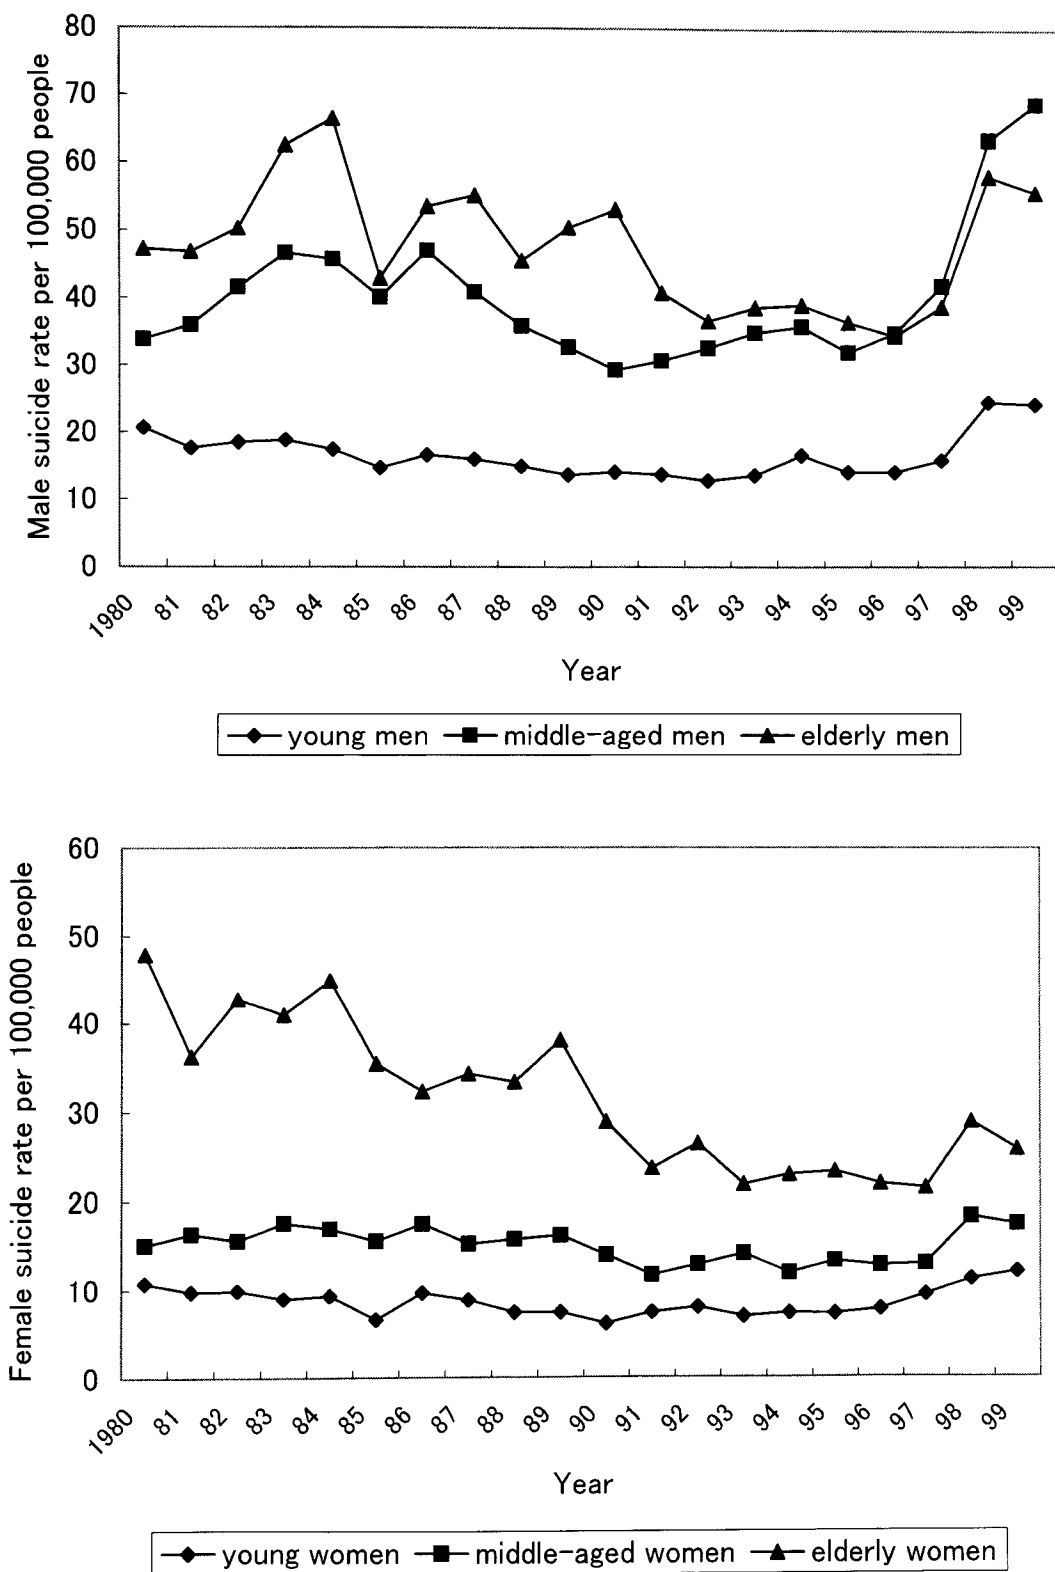 Male suicide rate per 100,000 people
80
70
60
50
40
30
20
10
0
1980 81 82 83 84 85 86 87 88 89 90 91 92 93 94 95 96 97 98 99
Year
young men middle-aged men elderly men
Female suicide rate per 100,000 people
60
50
40
30
20
10
0
1980 81 82 83 84 85 86 87 88 89 90 91 92 93 94 95 96 97 98 99
Year
young women middle-aged women elderly women